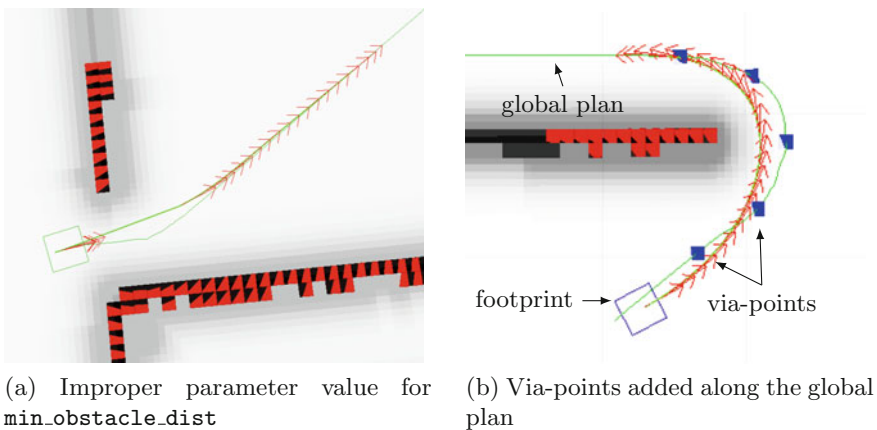 global plan
footprint
via-points
(a) Improper parameter value for
min_obstacle_dist
(b) Via-points added along the global
plan